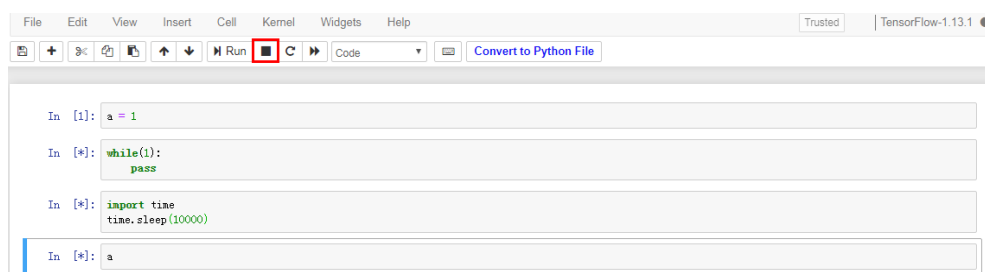 File Edit View Insert Cell Kernel Widgets Help Trusted TensorFlow-1.13.1
Run Code Convert to Python File
In [1]: a = 1
In [*]: while(1):
pass
In [*]: import time
time.sleep(10000)
In [*]: a